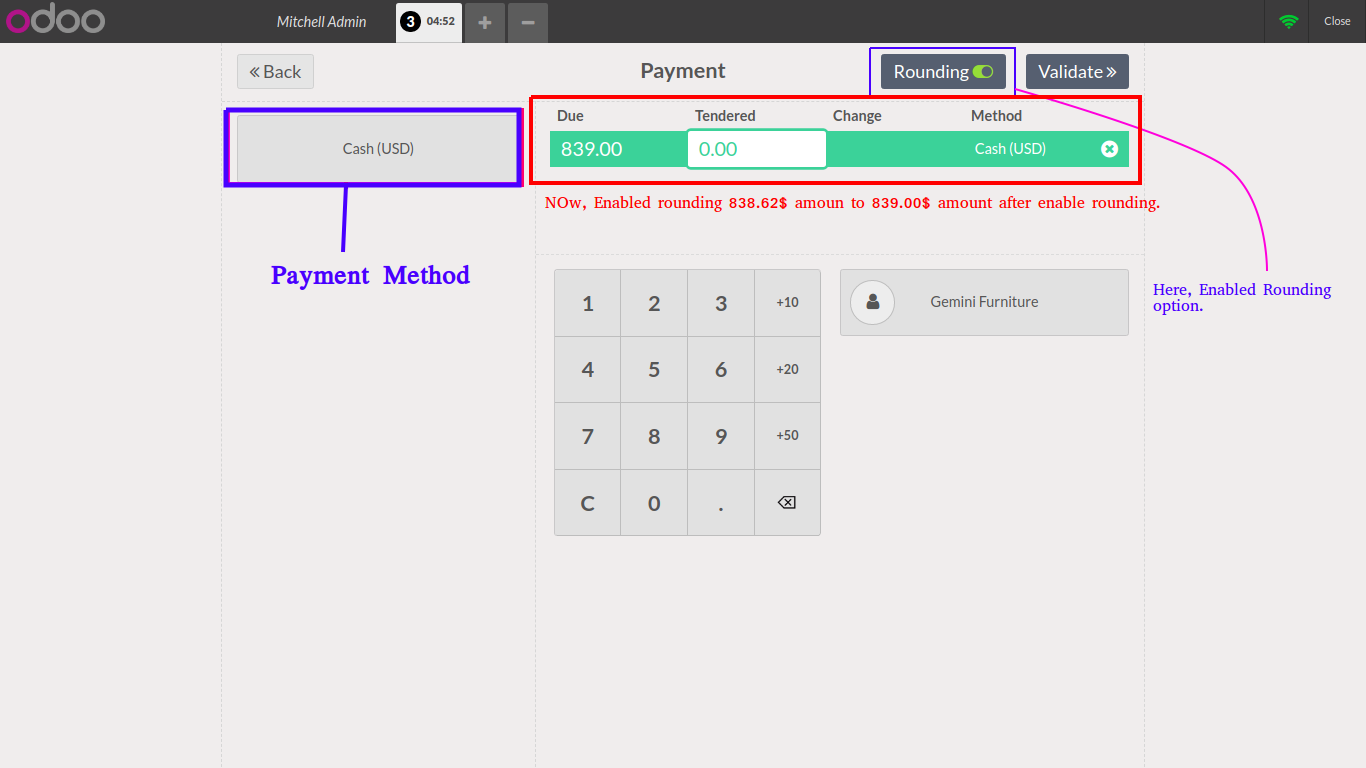 odoo
Mitchell Admin
3 04:52
Close
Back
Payment
Rounding
Validate
Cash (USD)
Due Tendered Change Method
839.00 0.00 Cash (USD)
NOw, Enabled rounding 838.62$ amoun to 839.00$ amount after enable rounding.
Payment Method
Here, Enabled Rounding
option.
1 2 3 +10
4 5 6 +20
7 8 9 +50
C 0 .
Gemini Furniture